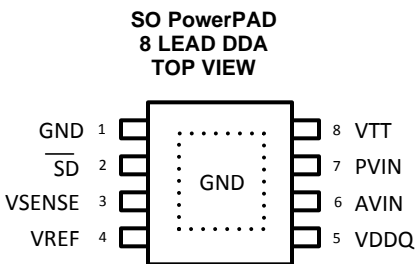 SO PowerPAD
8 LEAD DDA
TOP VIEW
GND 1 8 VTT
SD 2 7 PVIN
GND
VSENSE 3 6 AVIN
VREF 4 5 VDDQ